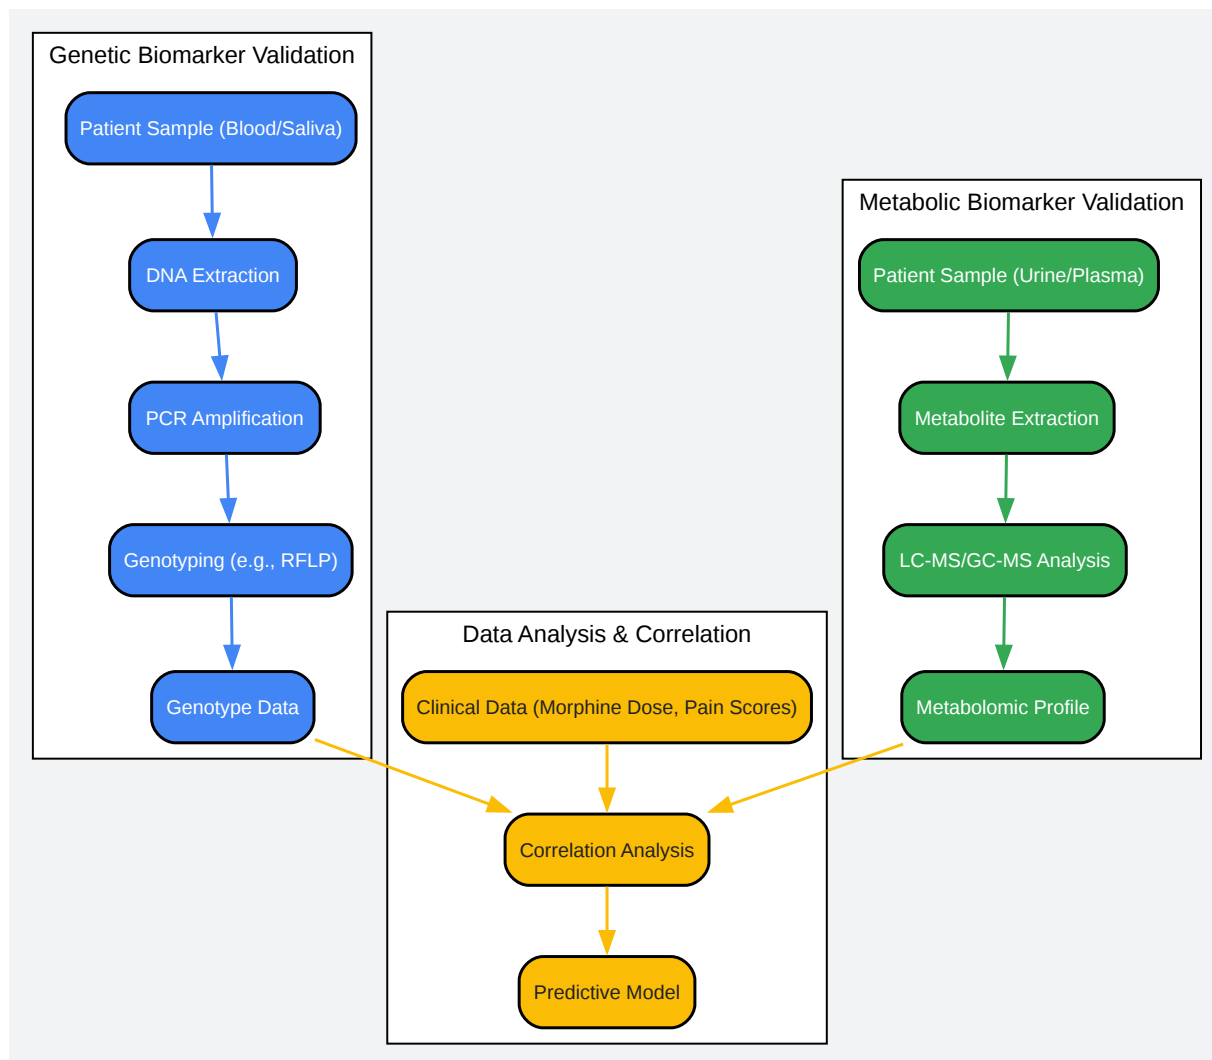 Genetic Biomarker Validation
Patient Sample (Blood/Saliva)
DNA Extraction
PCR Amplification
Genotyping (e.g., RFLP)
Genotype Data
Metabolic Biomarker Validation
Patient Sample (Urine/Plasma)
Metabolite Extraction
LC-MS/GC-MS Analysis
Metabolomic Profile
Data Analysis & Correlation
Clinical Data (Morphine Dose, Pain Scores)
Correlation Analysis
Predictive Model